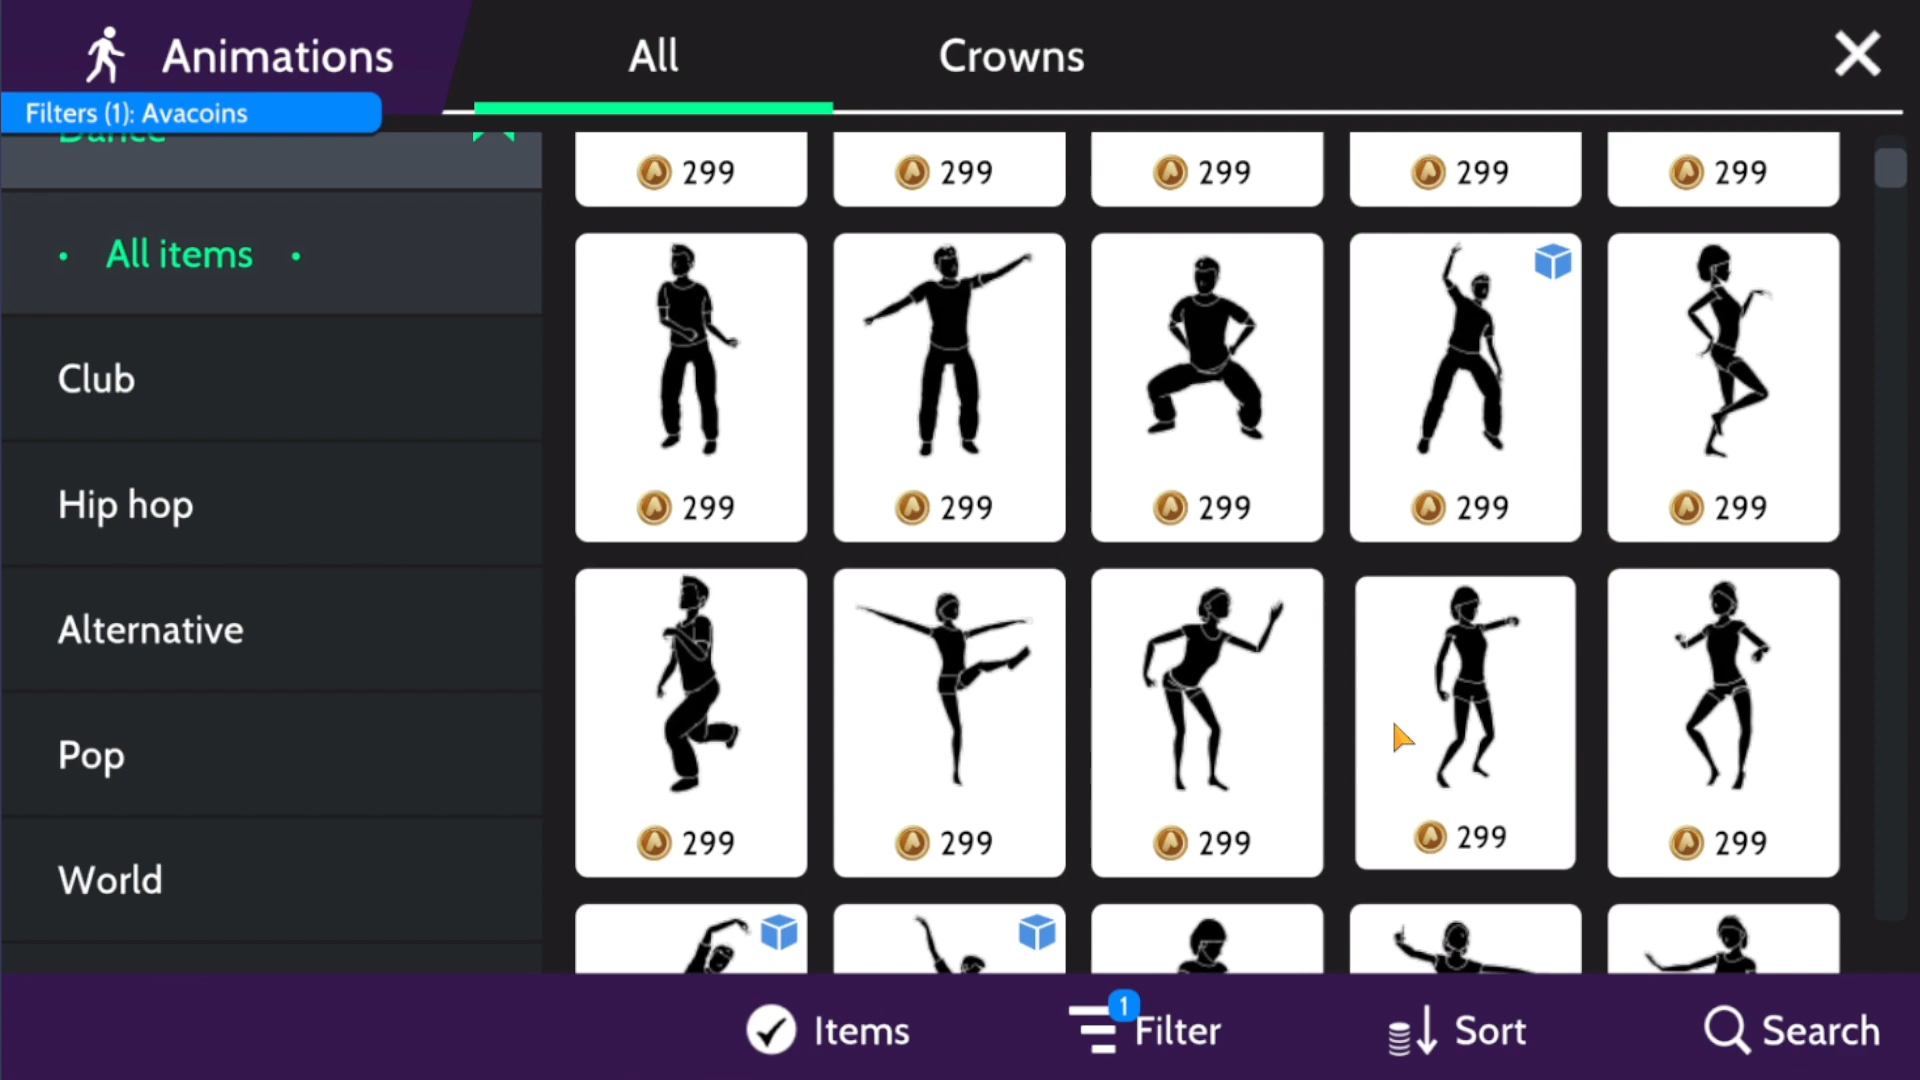 Animations
All
Crowns
Filters (1): Avacoins
Dance
299
299
299
299
299
• All items •
Club
Hip hop
Alternative
Pop
World
299
299
299
299
299
299
299
299
299
299
Items
1
Filter
Sort
Search